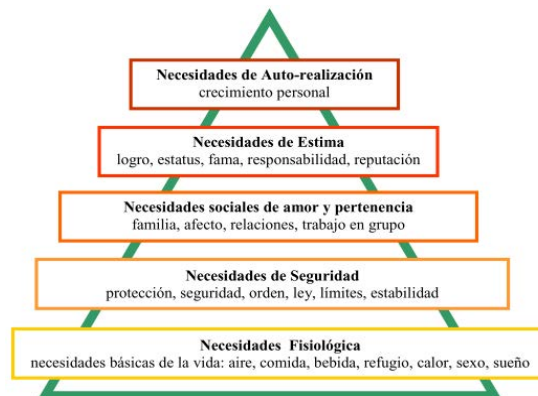 Necesidades de Auto-realización
crecimiento personal
Necesidades de Estima
logro, estatus, fama, responsabilidad, reputación
Necesidades sociales de amor y pertenencia
familia, afecto, relaciones, trabajo en grupo
Necesidades de Seguridad
protección, seguridad, orden, ley, límites, estabilidad
Necesidades Fisiológica
necesidades básicas de la vida: aire, comida, bebida, refugio, calor, sexo, sueño